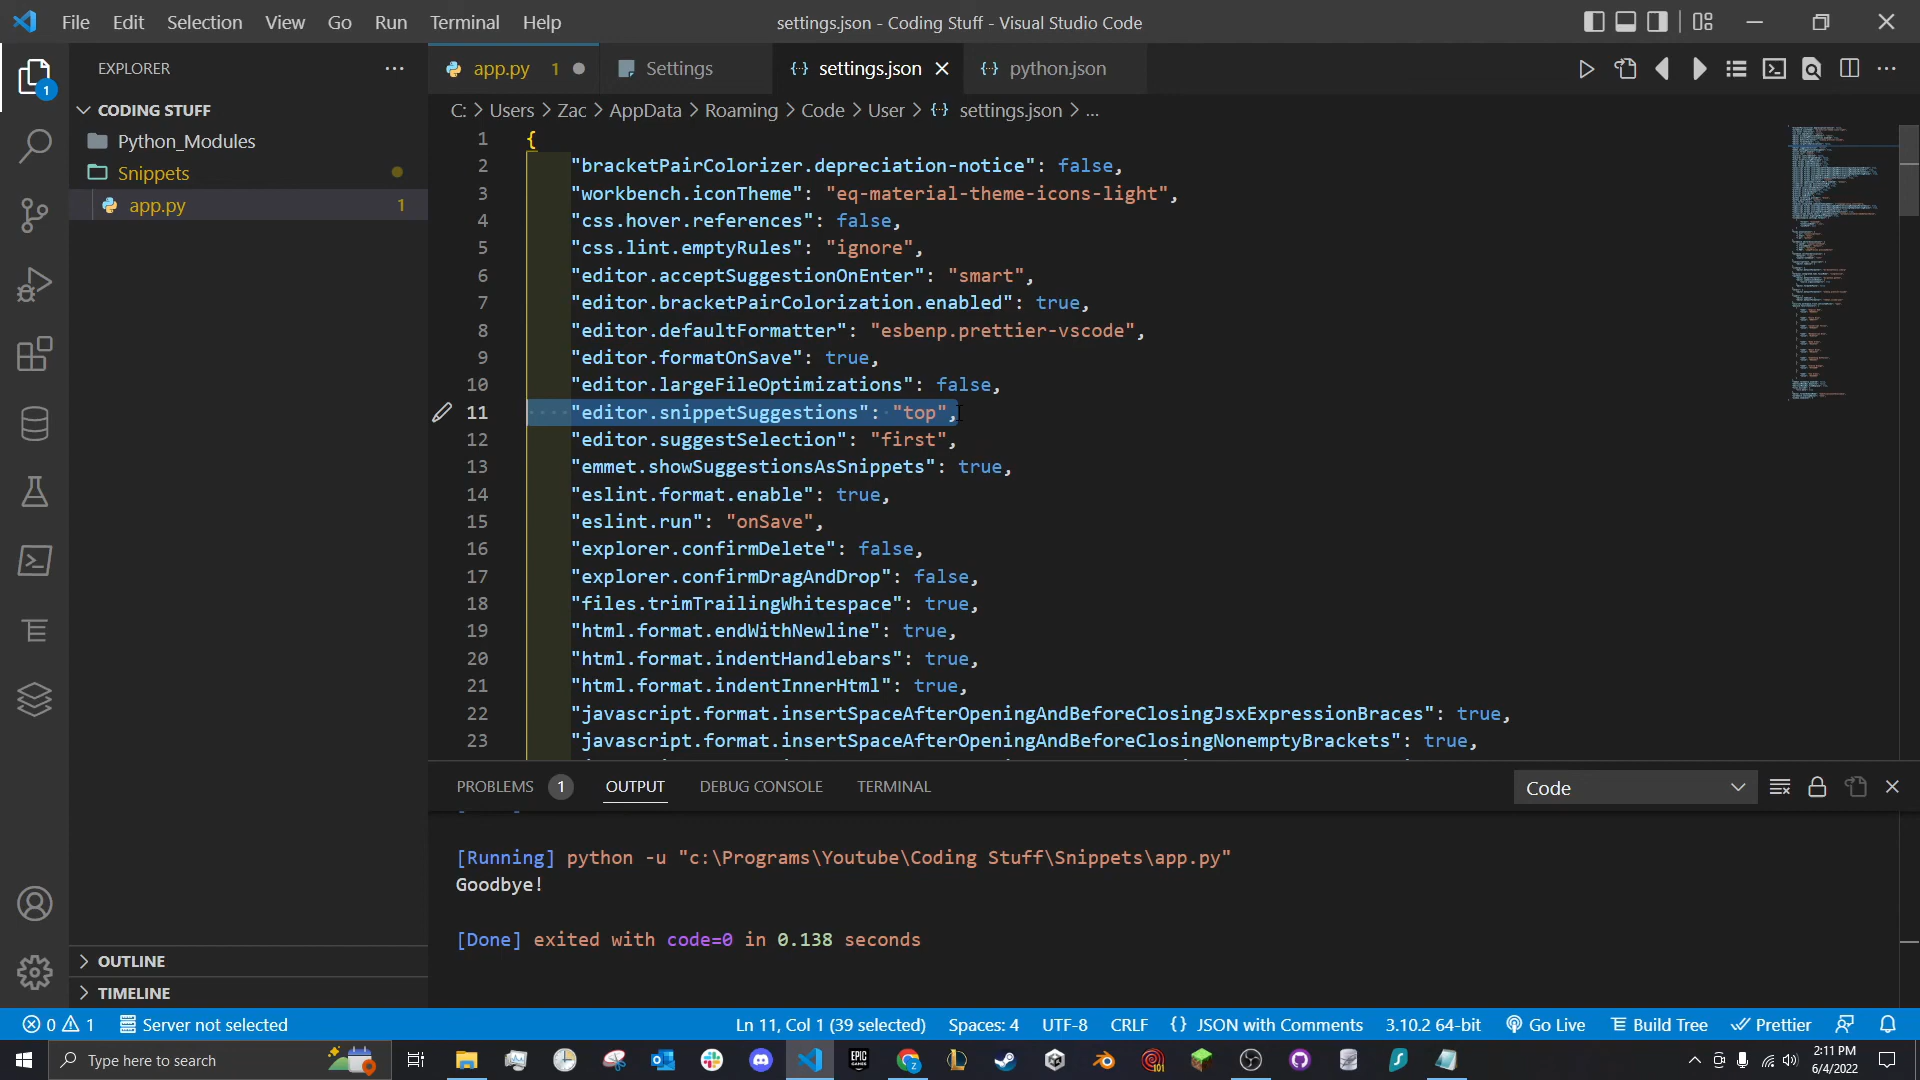 File Edit Selection View Go Run Terminal Help
settings.json - Coding Stuff - Visual Studio Code
EXPLORER
1
app.py 1
Settings
settings.json
python.json
CODING STUFF
Python_Modules
Snippets
app.py 1
C: > Users > Zac > AppData > Roaming > Code > User > {} settings.json > ...
1 {
2 "bracketPairColorizer.depreciation-notice": false,
3 "workbench.iconTheme": "eq-material-theme-icons-light",
4 "css.hover.references": false,
5 "css.lint.emptyRules": "ignore",
6 "editor.acceptSuggestionOnEnter": "smart",
7 "editor.bracketPairColorization.enabled": true,
8 "editor.defaultFormatter": "esbenp.prettier-vscode",
9 "editor.formatOnSave": true,
10 "editor.largeFileOptimizations": false,
11 "editor.snippetSuggestions": "top",
12 "editor.suggestSelection": "first",
13 "emmet.showSuggestionsAsSnippets": true,
14 "eslint.format.enable": true,
15 "eslint.run": "onSave",
16 "explorer.confirmDelete": false,
17 "explorer.confirmDragAndDrop": false,
18 "files.trimTrailingWhitespace": true,
19 "html.format.endWithNewline": true,
20 "html.format.indentHandlebars": true,
21 "html.format.indentInnerHtml": true,
22 "javascript.format.insertSpaceAfterOpeningAndBeforeClosingJsxExpressionBraces": true,
23 "javascript.format.insertSpaceAfterOpeningAndBeforeClosingNonemptyBrackets": true,
PROBLEMS 1 OUTPUT DEBUG CONSOLE TERMINAL
Code
[Running] python -u "c:\Programs\Youtube\Coding Stuff\Snippets\app.py"
Goodbye!
[Done] exited with code=0 in 0.138 seconds
OUTLINE
TIMELINE
0 1 Server not selected
Ln 11, Col 1 (39 selected) Spaces: 4 UTF-8 CRLF {} JSON with Comments 3.10.2 64-bit Go Live Build Tree Prettier
Type here to search
EPIC GAMES
101
2:11 PM
6/4/2022